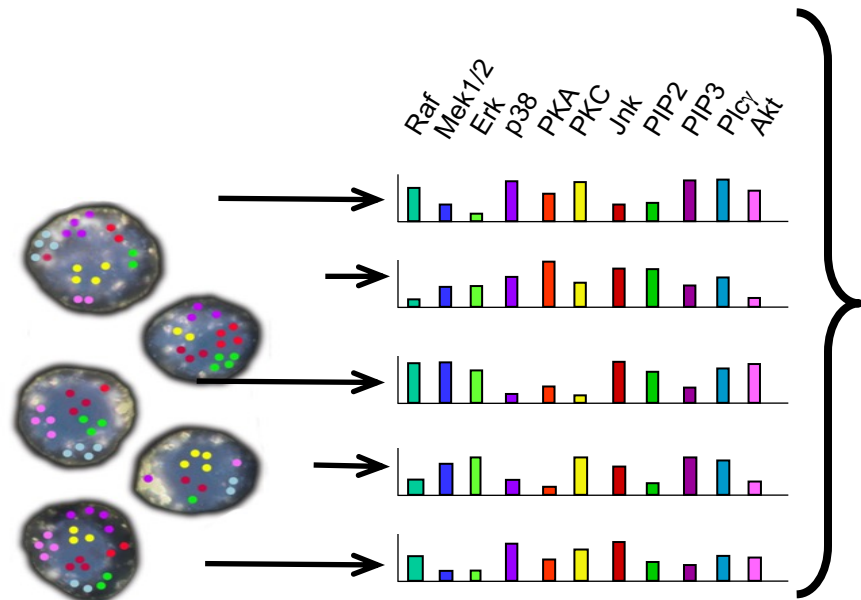 Raf
Mek1/2
Erk
p38
PKA
PKC
Jnk
PIP2
PIP3
Plcγ
Akt